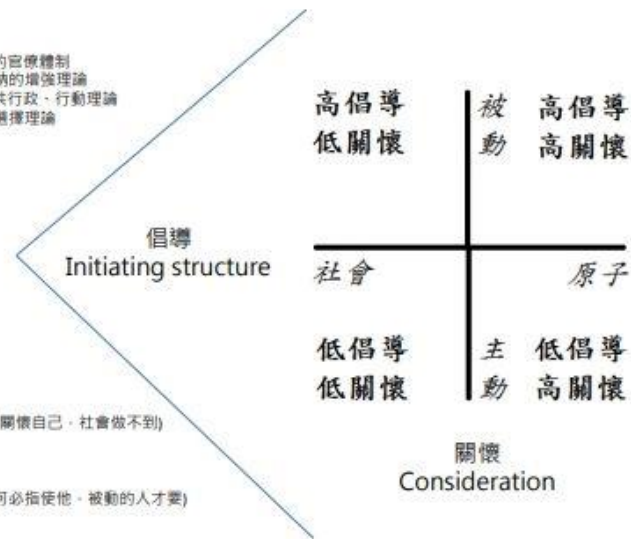 的官僚體制
納的增強理論
共行政、行動理論
選擇理論
倡導
Initiating structure
關懷自己，社會做不到)
何必指使他，被動的人才要)
高倡導 被 高倡導
低關懷 動 高關懷
社會 原子
低倡導 主 低倡導
低關懷 動 高關懷
關懷
Consideration